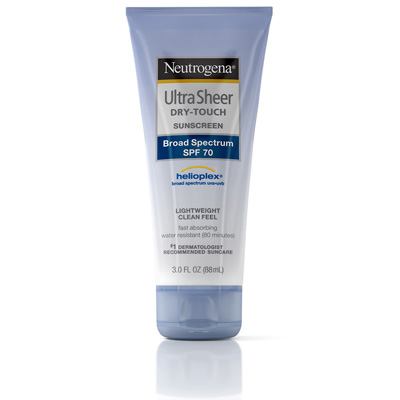 Neutrogena®
Ultra Sheer
DRY-TOUCH
SUNSCREEN
Broad Spectrum
SPF 70
helioplex®
broad spectrum uva•uvb
LIGHTWEIGHT
CLEAN FEEL
fast absorbing
water resistant (80 minutes)
#1 DERMATOLOGIST
RECOMMENDED SUNCARE
3.0 FL OZ (88mL)